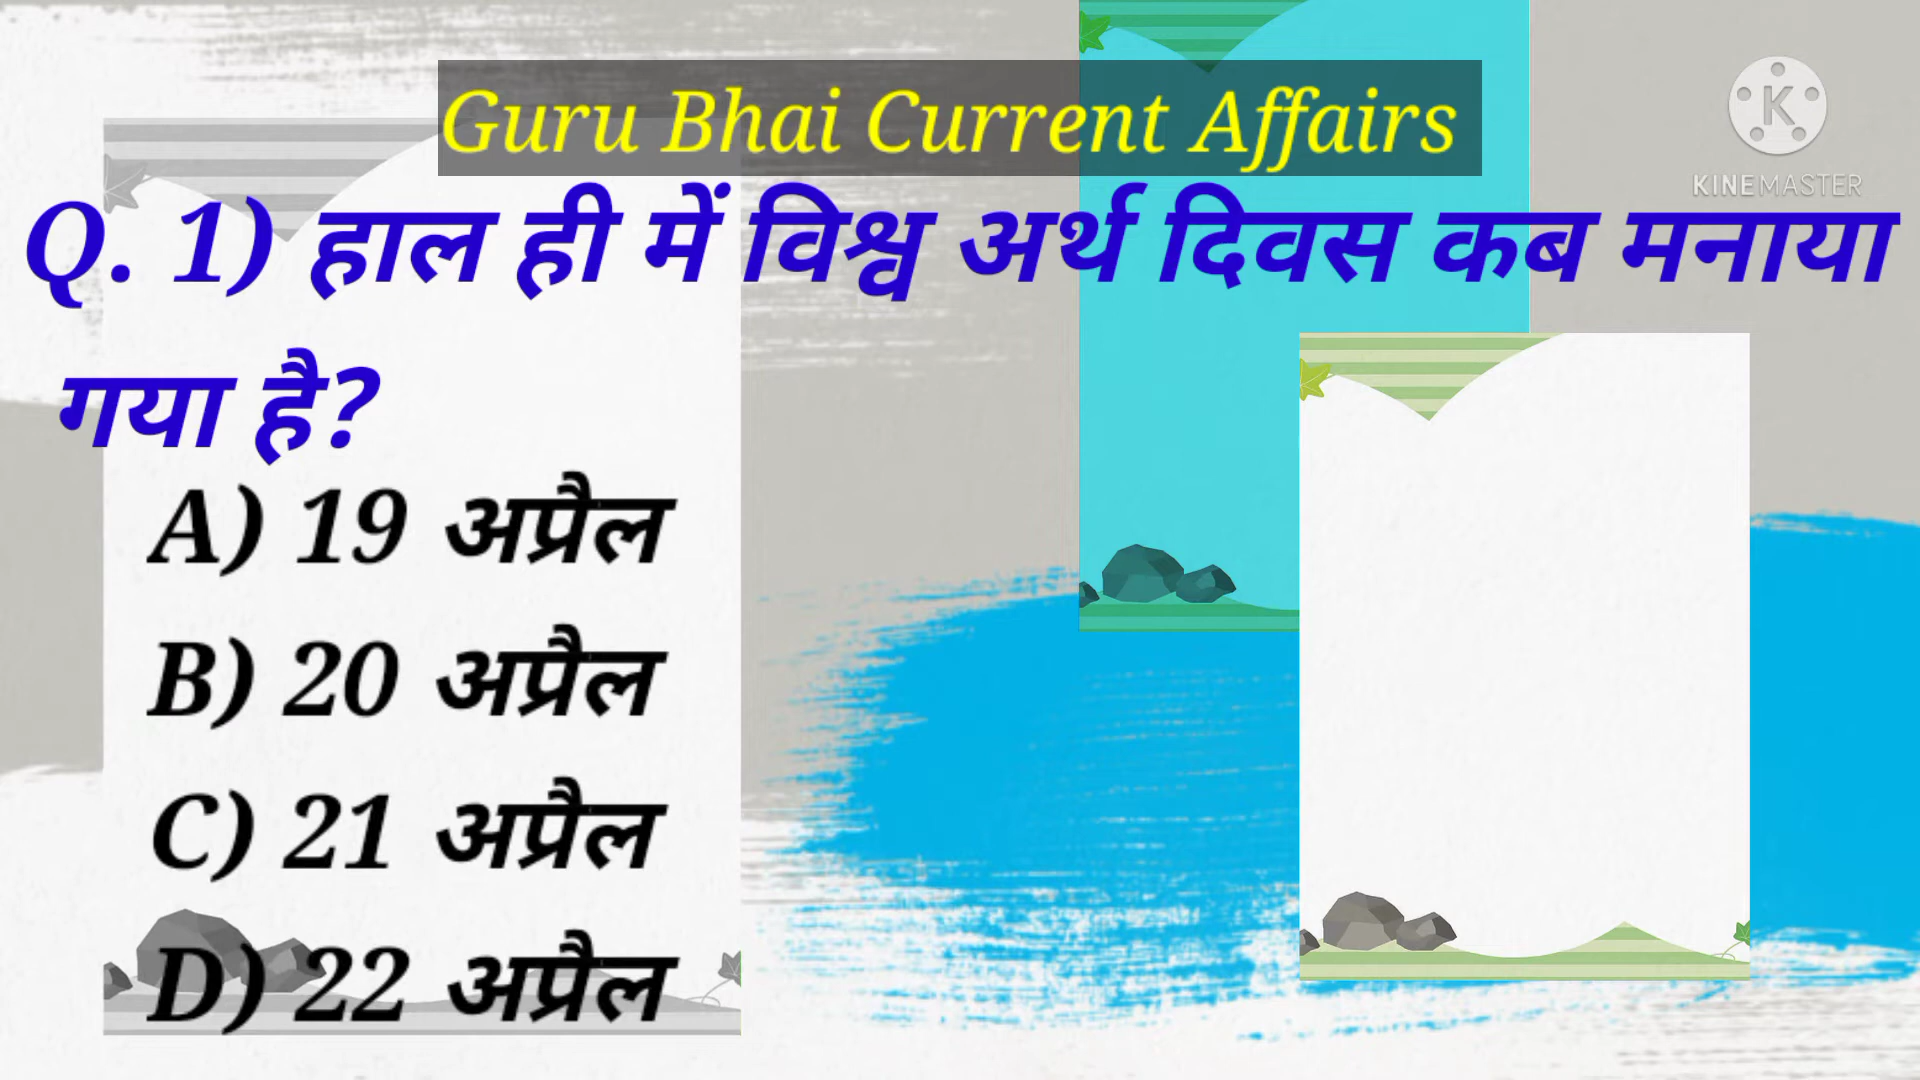 Guru Bhai Current Affairs
KINEMASTER
Q. 1) हाल ही में विश्व अर्थ दिवस कब मनाया
गया है?
A) 19 अप्रैल
B) 20 अप्रैल
C) 21 अप्रैल
D) 22 अप्रैल